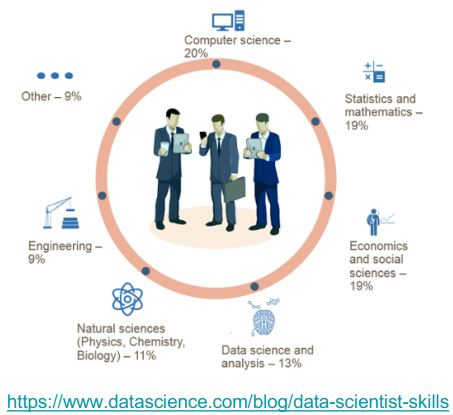 Computer science –
20%
Statistics and
mathematics –
19%
Economics
and social
sciences –
19%
Data science and
analysis – 13%
Natural sciences
(Physics, Chemistry,
Biology) – 11%
Engineering –
9%
Other – 9%
https://www.datascience.com/blog/data-scientist-skills